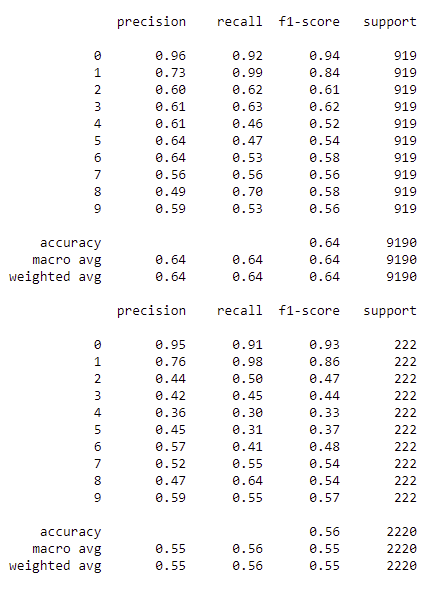 precision recall f1-score support
0 0.96 0.92 0.94 919
1 0.73 0.99 0.84 919
2 0.60 0.62 0.61 919
3 0.61 0.63 0.62 919
4 0.61 0.46 0.52 919
5 0.64 0.47 0.54 919
6 0.64 0.53 0.58 919
7 0.56 0.56 0.56 919
8 0.49 0.70 0.58 919
9 0.59 0.53 0.56 919
accuracy 0.64 9190
macro avg 0.64 0.64 0.64 9190
weighted avg 0.64 0.64 0.64 9190
precision recall f1-score support
0 0.95 0.91 0.93 222
1 0.76 0.98 0.86 222
2 0.44 0.50 0.47 222
3 0.42 0.45 0.44 222
4 0.36 0.30 0.33 222
5 0.45 0.31 0.37 222
6 0.57 0.41 0.48 222
7 0.52 0.55 0.54 222
8 0.47 0.64 0.54 222
9 0.59 0.55 0.57 222
accuracy 0.56 2220
macro avg 0.55 0.56 0.55 2220
weighted avg 0.55 0.56 0.55 2220